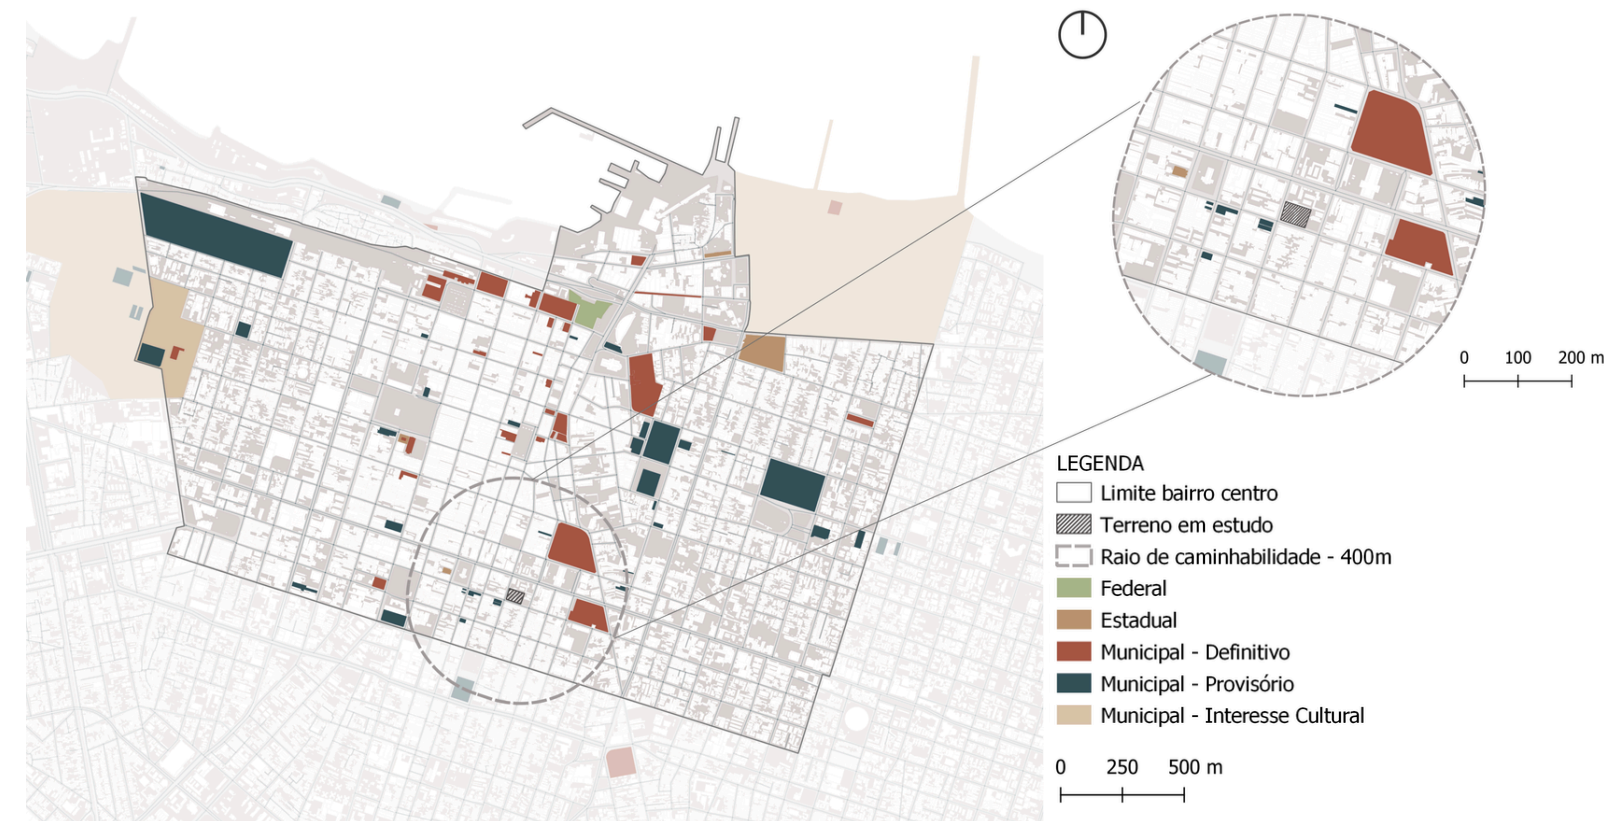 0 100 200 m
LEGENDA
Limite bairro centro
Terreno em estudo
Raio de caminhabilidade - 400m
Federal
Estadual
Municipal - Definitivo
Municipal - Provisório
Municipal - Interesse Cultural
0 250 500 m